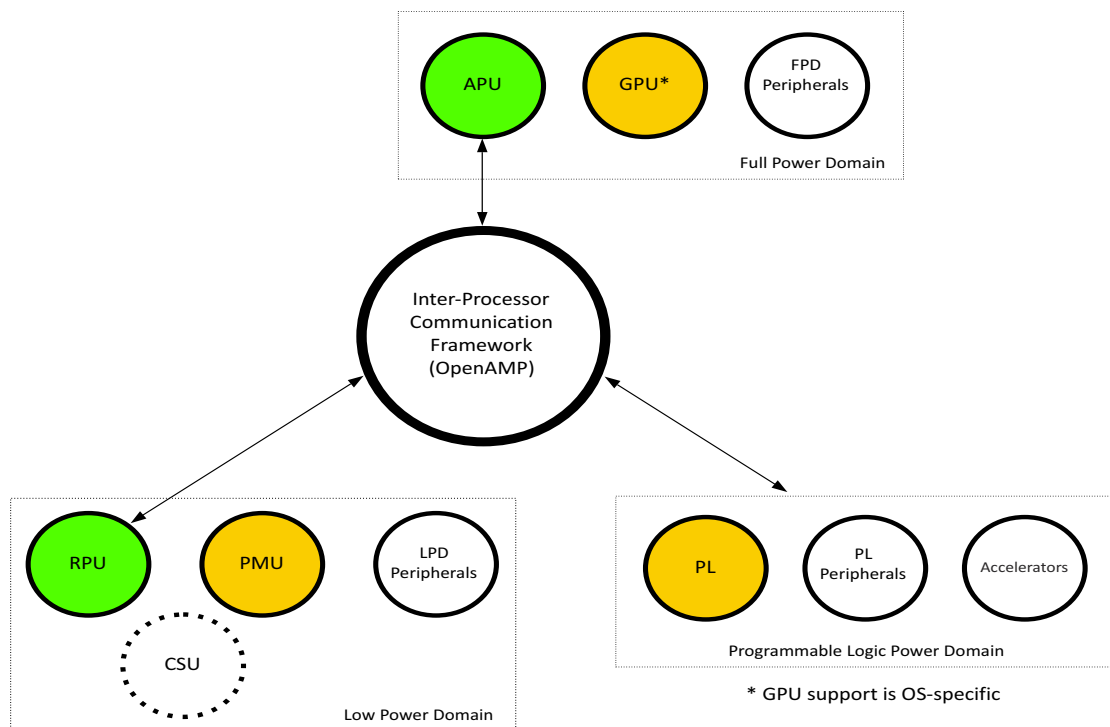 APU
GPU*
FPD
Peripherals
Full Power Domain
Inter-Processor
Communication
Framework
(OpenAMP)
RPU
PMU
LPD
Peripherals
CSU
Low Power Domain
PL
PL
Peripherals
Accelerators
Programmable Logic Power Domain
* GPU support is OS-specific